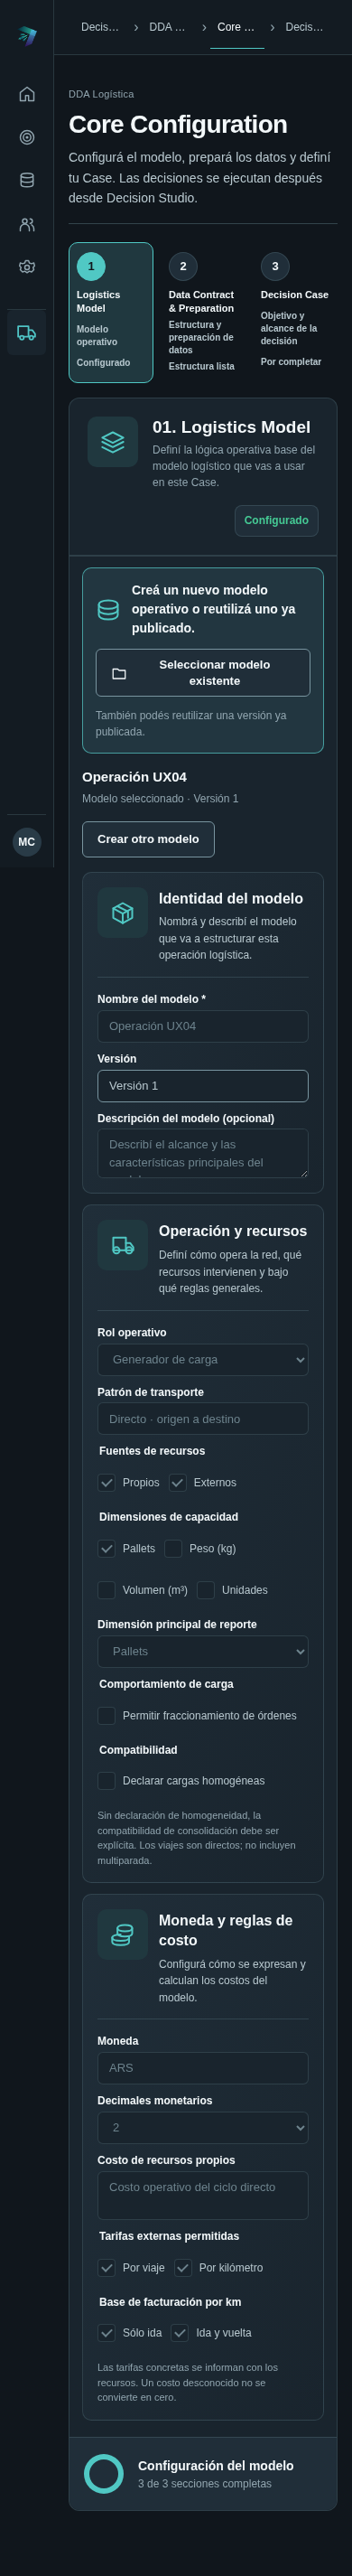 Decis... › DDA ... › Core ... › Decis...
DDA Logística
Core Configuration
Configurá el modelo, prepará los datos y definí
tu Case. Las decisiones se ejecutan después
desde Decision Studio.
1
Logistics
Model
Modelo
operativo
Configurado
2
Data Contract
& Preparation
Estructura y
preparación de
datos
Estructura lista
3
Decision Case
Objetivo y
alcance de la
decisión
Por completar
01. Logistics Model
Definí la lógica operativa base del
modelo logístico que vas a usar
en este Case.
Configurado
Creá un nuevo modelo
operativo o reutilizá uno ya
publicado.
Seleccionar modelo
existente
También podés reutilizar una versión ya
publicada.
Operación UX04
Modelo seleccionado · Versión 1
MC
Crear otro modelo
Identidad del modelo
Nombrá y describí el modelo
que va a estructurar esta
operación logística.
Nombre del modelo *
Operación UX04
Versión
Versión 1
Descripción del modelo (opcional)
Describí el alcance y las
características principales del
Operación y recursos
Definí cómo opera la red, qué
recursos intervienen y bajo
qué reglas generales.
Rol operativo
Generador de carga
Patrón de transporte
Directo · origen a destino
Fuentes de recursos
Propios Externos
Dimensiones de capacidad
Pallets Peso (kg)
Volumen (m³) Unidades
Dimensión principal de reporte
Pallets
Comportamiento de carga
Permitir fraccionamiento de órdenes
Compatibilidad
Declarar cargas homogéneas
Sin declaración de homogeneidad, la
compatibilidad de consolidación debe ser
explícita. Los viajes son directos; no incluyen
multiparada.
Moneda y reglas de
costo
Configurá cómo se expresan y
calculan los costos del
modelo.
Moneda
ARS
Decimales monetarios
2
Costo de recursos propios
Costo operativo del ciclo directo
Tarifas externas permitidas
Por viaje Por kilómetro
Base de facturación por km
Sólo ida Ida y vuelta
Las tarifas concretas se informan con los
recursos. Un costo desconocido no se
convierte en cero.
Configuración del modelo
3 de 3 secciones completas